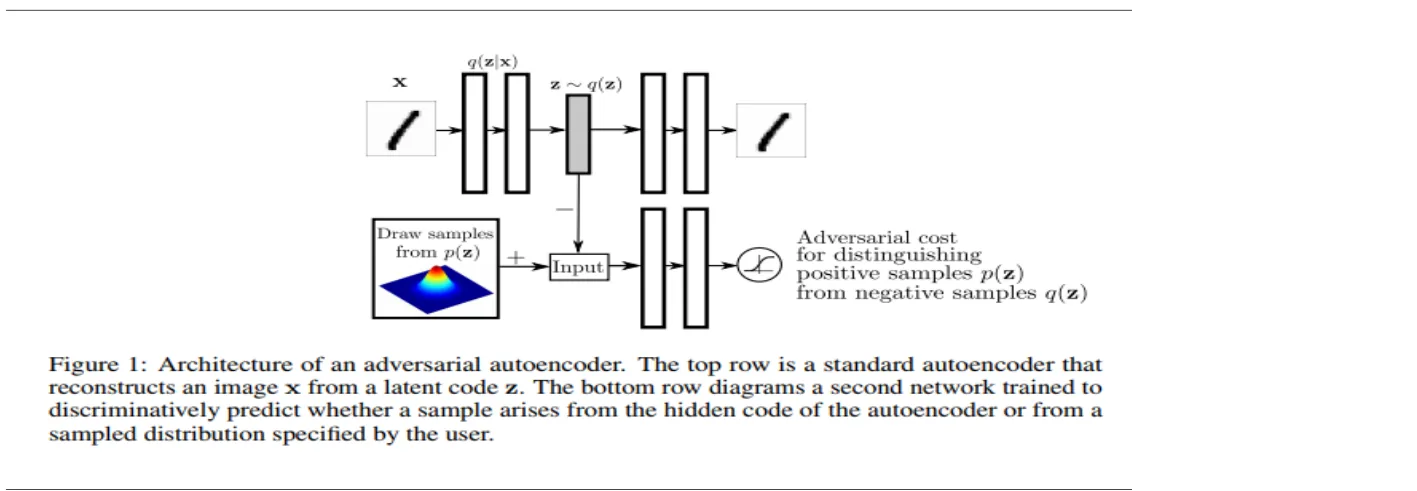 q(z|x)
x
z ∼ q(z)
−
Draw samples
from p(z)
+
Input
Adversarial cost
for distinguishing
positive samples p(z)
from negative samples q(z)
Figure 1: Architecture of an adversarial autoencoder. The top row is a standard autoencoder that
reconstructs an image x from a latent code z. The bottom row diagrams a second network trained to
discriminatively predict whether a sample arises from the hidden code of the autoencoder or from a
sampled distribution specified by the user.